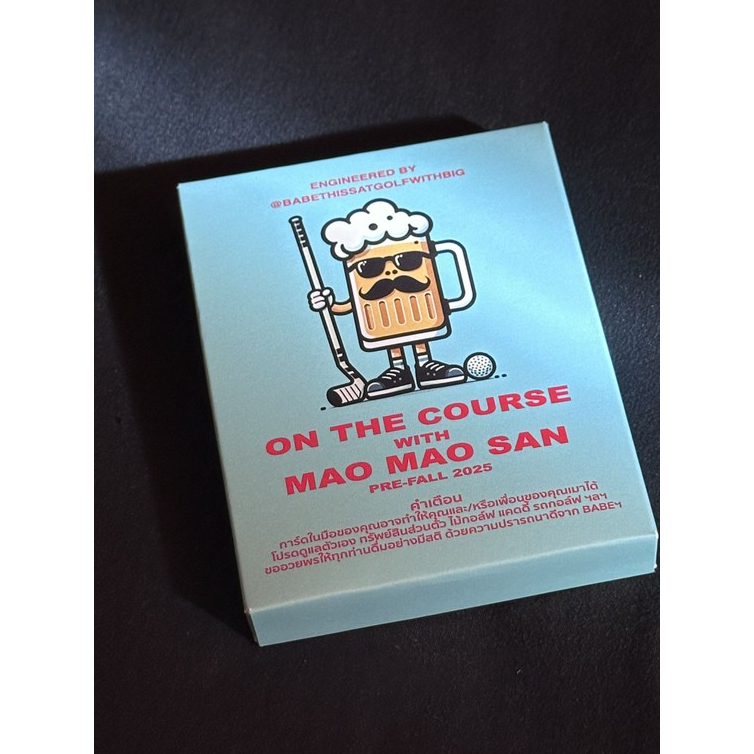 ENGINEERED BY
@BABETHISSATGOLFWITHBIG
ON THE COURSE
WITH
MAO MAO SAN
PRE-FALL 2025
คำเตือน
การ์ดในมือของคุณอาจทำให้คุณและ/หรือเพื่อนของคุณเมาได้
โปรดดูแลตัวเอง ทรัพย์สินส่วนตัว ไม้กอล์ฟ แคดดี้ รถกอล์ฟ ฯลฯ
ขออวยพรให้ทุกท่านดื่มอย่างมีสติ ด้วยความปรารถนาดีจาก BABEฯ